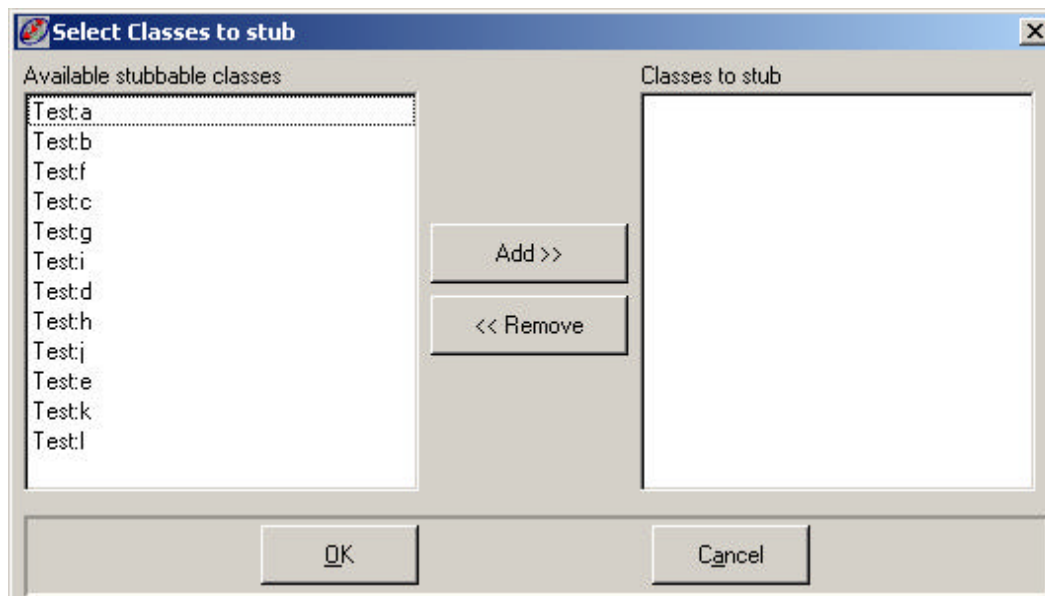 Select Classes to stub
Available stubbable classes
Classes to stub
Test:a
Test:b
Test:f
Test:c
Test:g
Test:i
Test:d
Test:h
Test:j
Test:e
Test:k
Test:l
Add >>
<< Remove
OK
Cancel